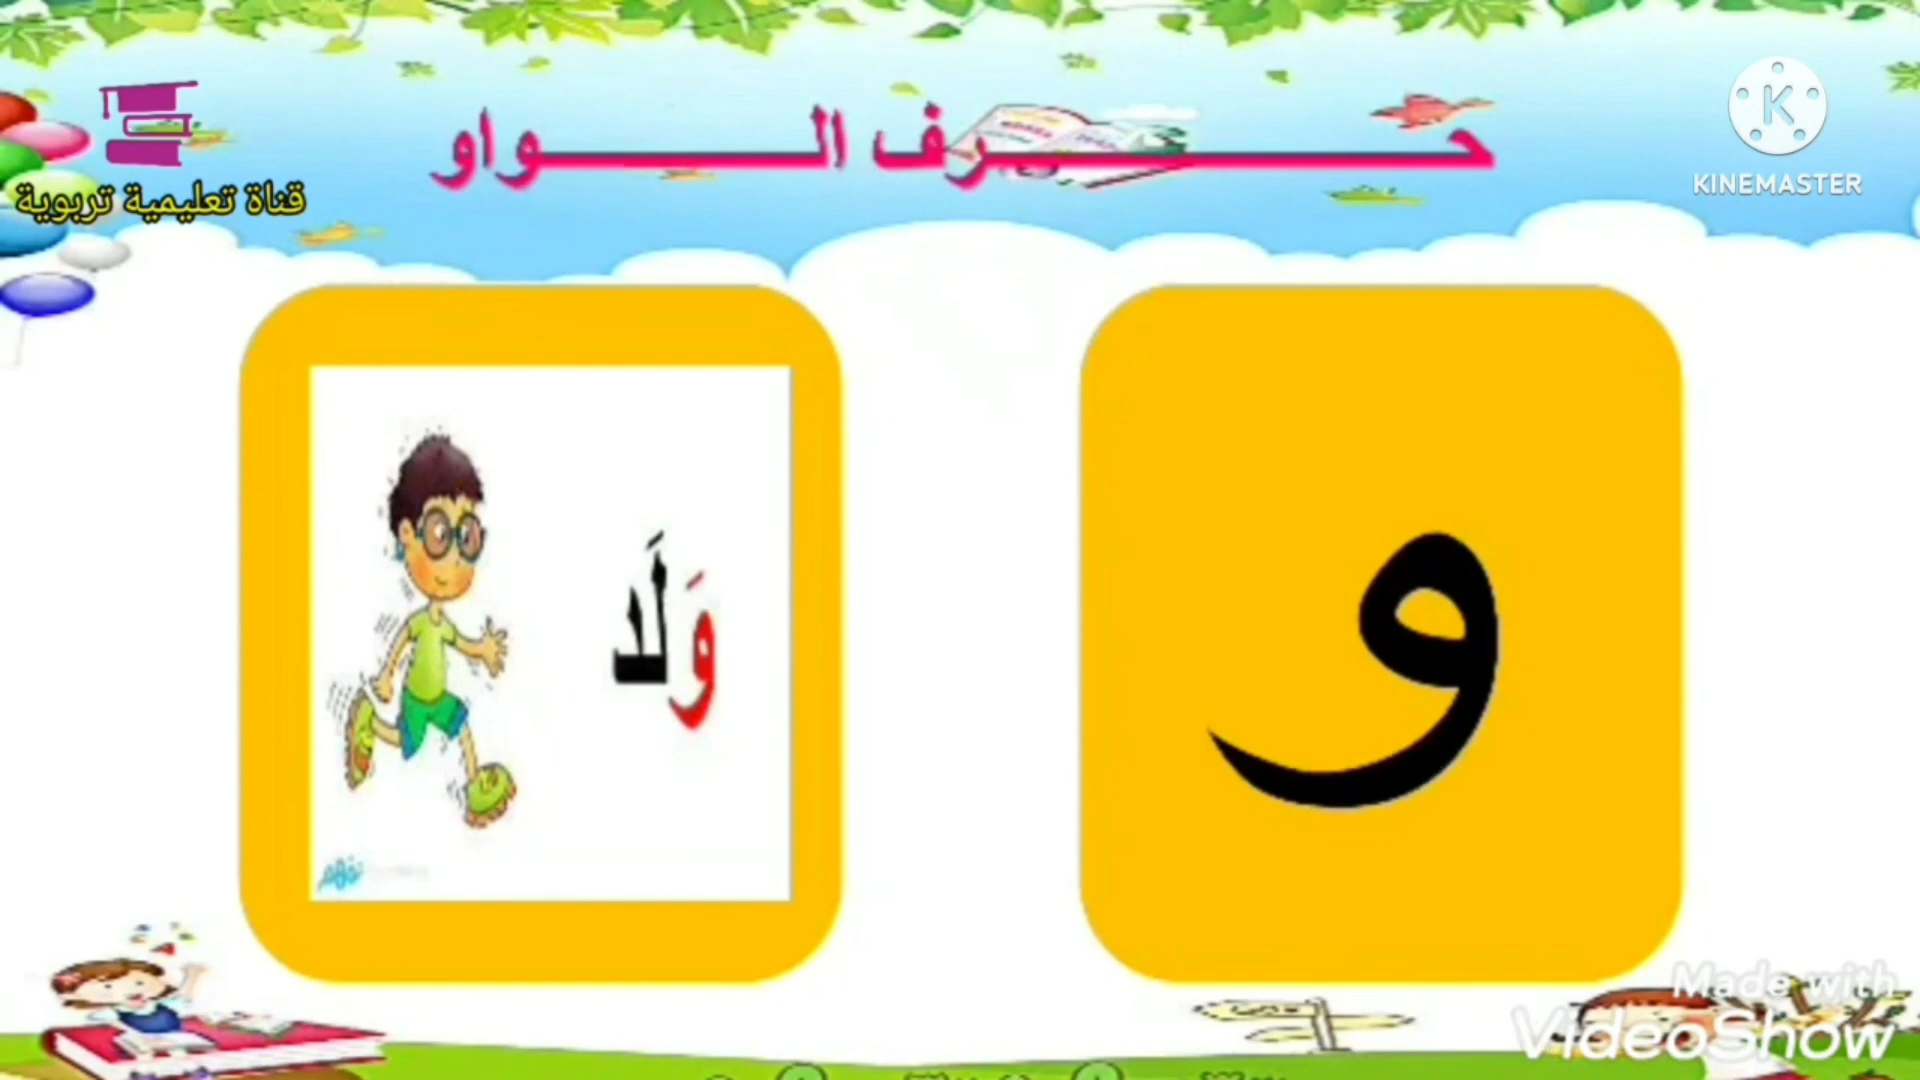 حرف الواو
KINEMASTER
قناة تعليمية تربوية
و
وَلَد
Made with
VideoShow